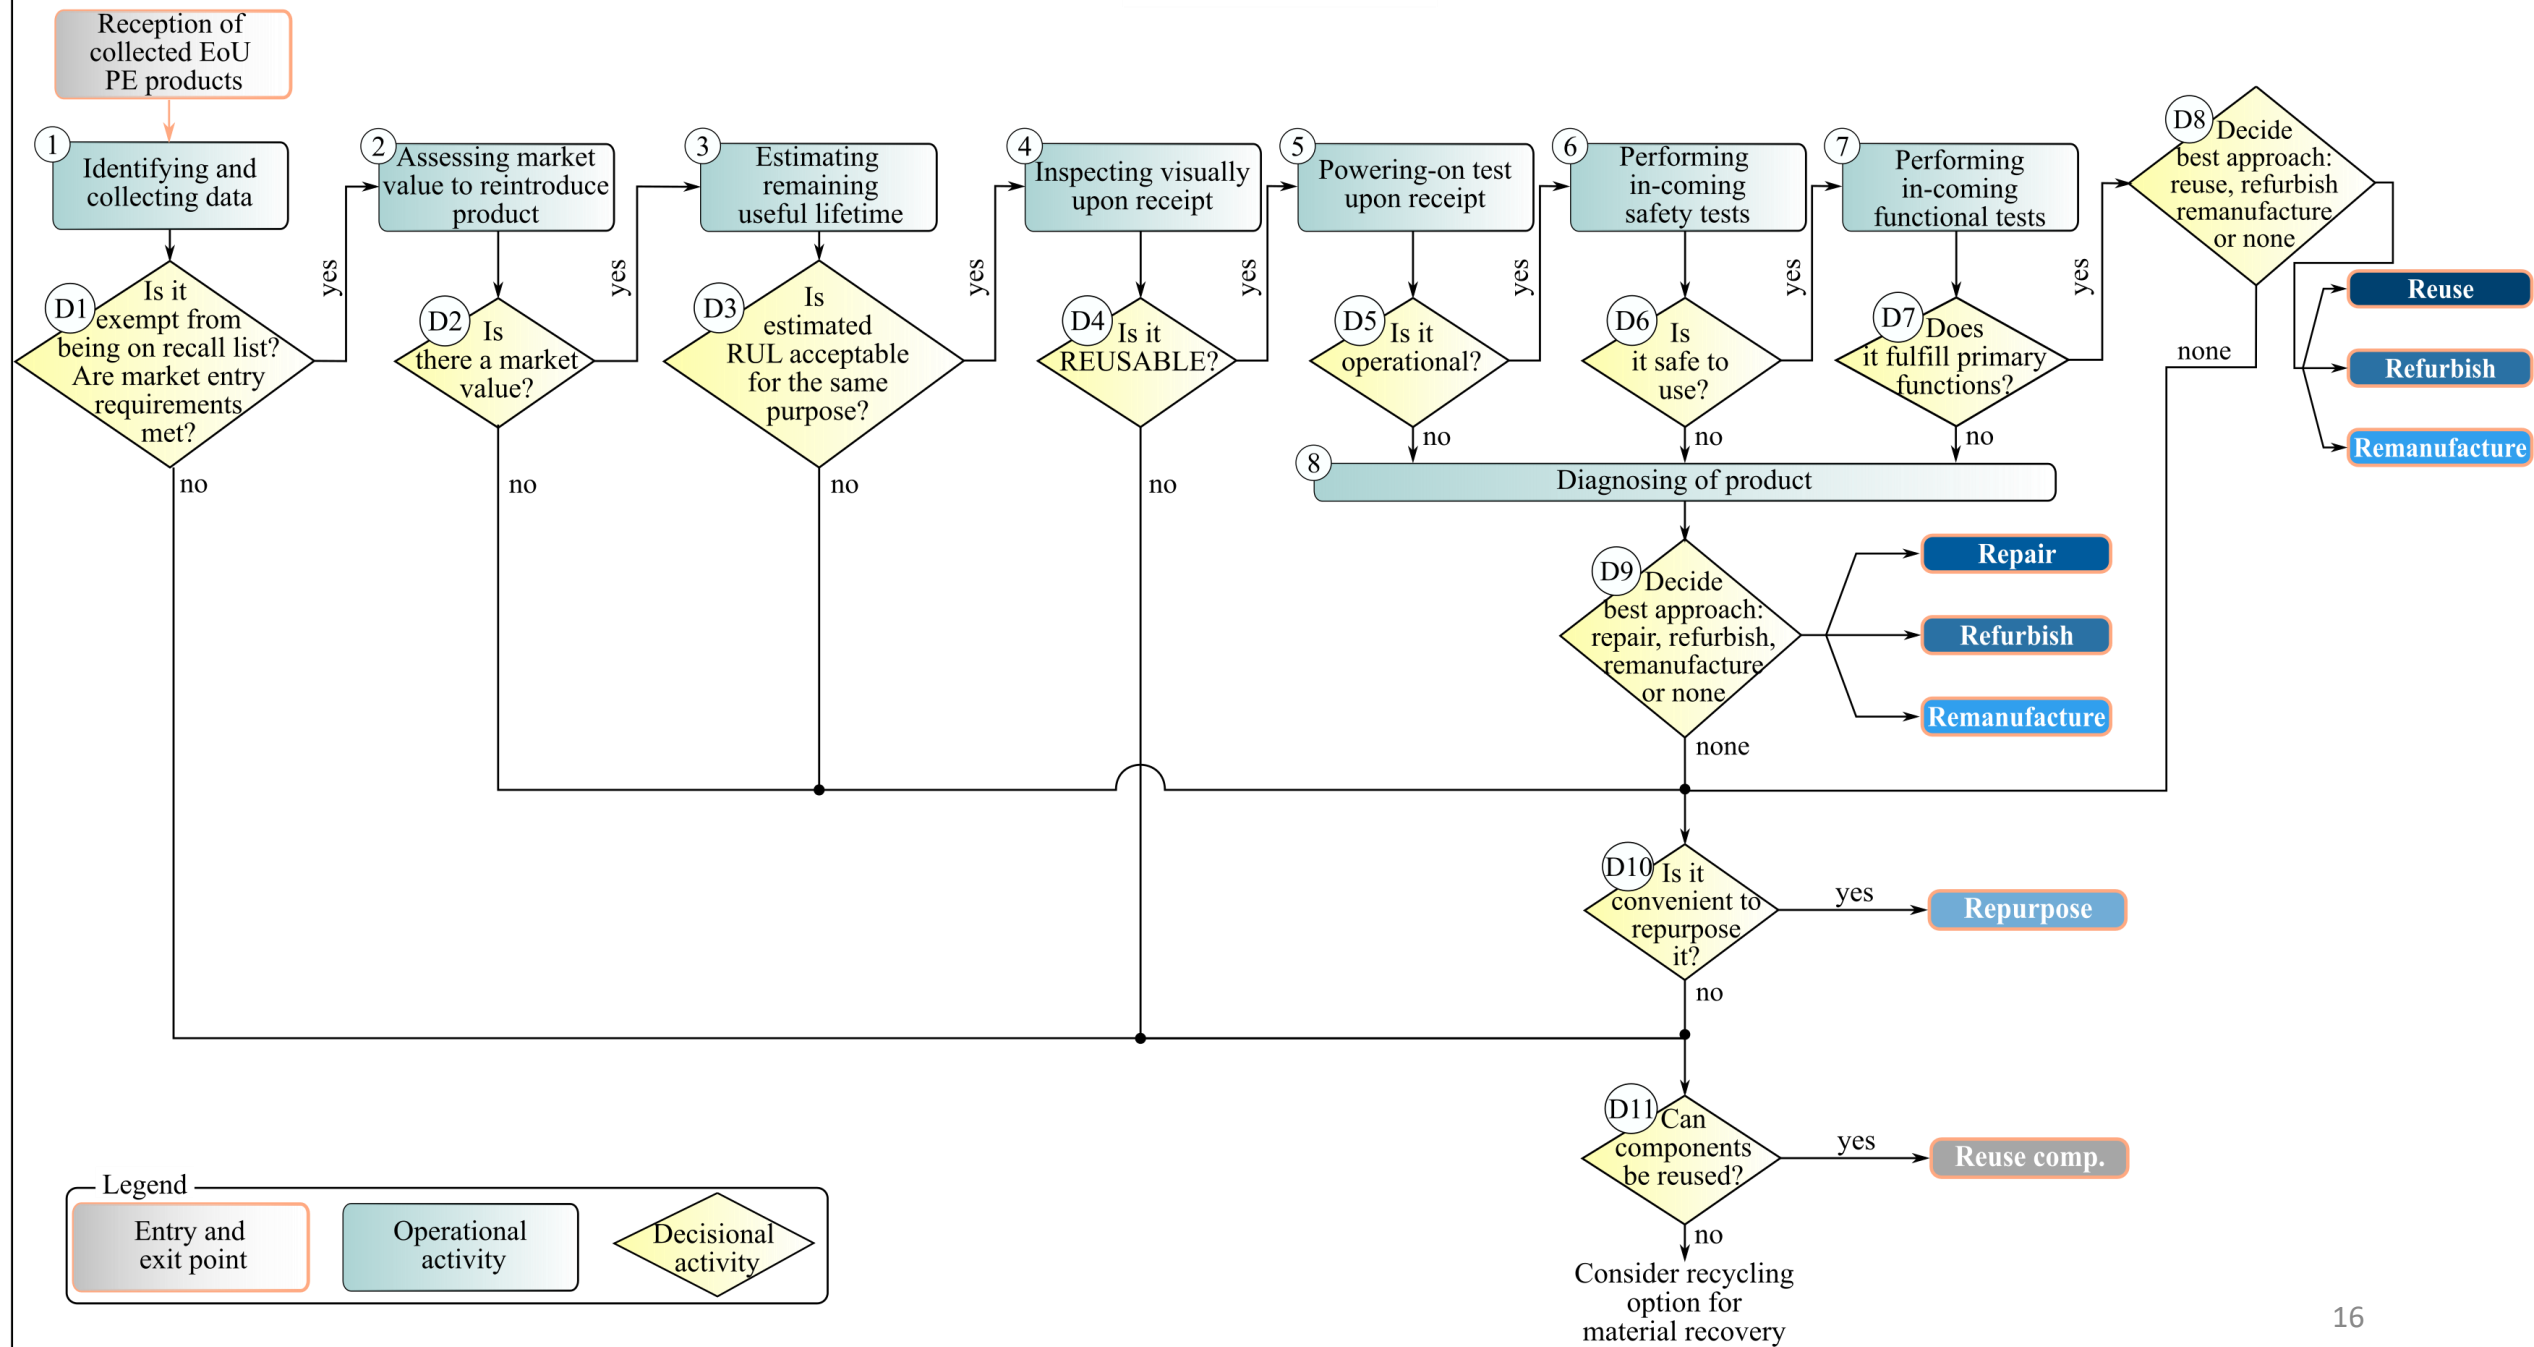 Reception of
collected EoU
PE products
1
Identifying and
collecting data
D1
Is it
exempt from
being on recall list?
Are market entry
requirements
met?
yes
no
2
Assessing market
value to reintroduce
product
D2
Is
there a market
value?
yes
no
3
Estimating
remaining
useful lifetime
D3
Is
estimated
RUL acceptable
for the same
purpose?
yes
no
4
Inspecting visually
upon receipt
D4
Is it
REUSABLE?
yes
no
5
Powering-on test
upon receipt
D5
Is it
operational?
yes
no
6
Performing
in-coming
safety tests
D6
Is
it safe to
use?
yes
no
7
Performing
in-coming
functional tests
D7
Does
it fulfill primary
functions?
yes
no
D8
Decide
best approach:
reuse, refurbish
remanufacture
or none
none
Reuse
Refurbish
Remanufacture
8
Diagnosing of product
D9
Decide
best approach:
repair, refurbish,
remanufacture
or none
Repair
Refurbish
Remanufacture
none
D10
Is it
convenient to
repurpose
it?
yes
Repurpose
no
D11
Can
components
be reused?
yes
Reuse comp.
no
Consider recycling
option for
material recovery
Legend
Entry and
exit point
Operational
activity
Decisional
activity
16